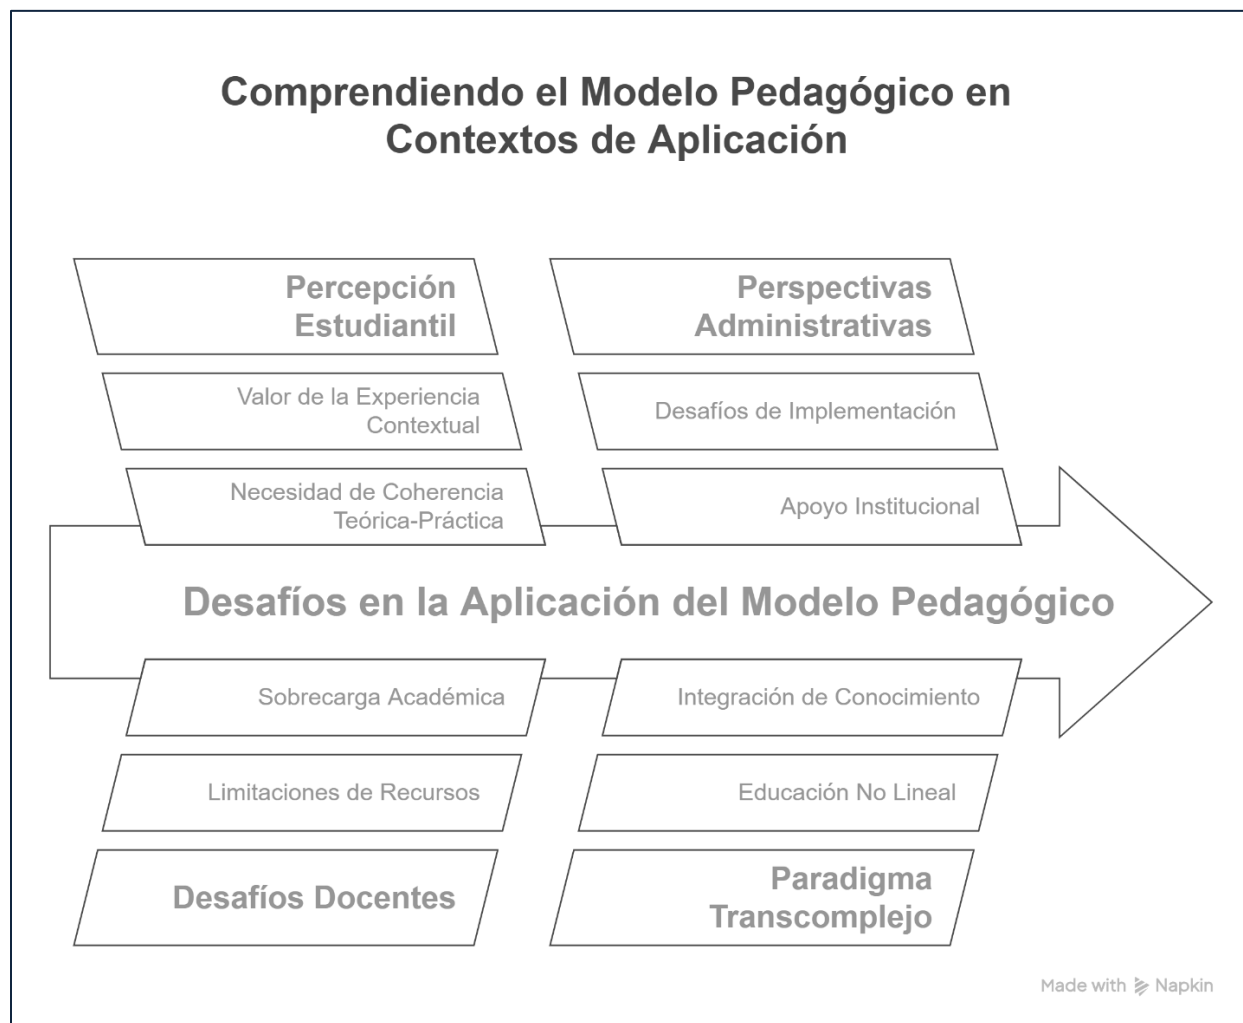 Comprendiendo el Modelo Pedagógico en
Contextos de Aplicación
Percepción
Estudiantil
Perspectivas
Administrativas
Valor de la Experiencia
Contextual
Desafíos de Implementación
Necesidad de Coherencia
Teórica-Práctica
Apoyo Institucional
Desafíos en la Aplicación del Modelo Pedagógico
Sobrecarga Académica
Integración de Conocimiento
Limitaciones de Recursos
Educación No Lineal
Desafíos Docentes
Paradigma
Transcomplejo
Made with Napkin